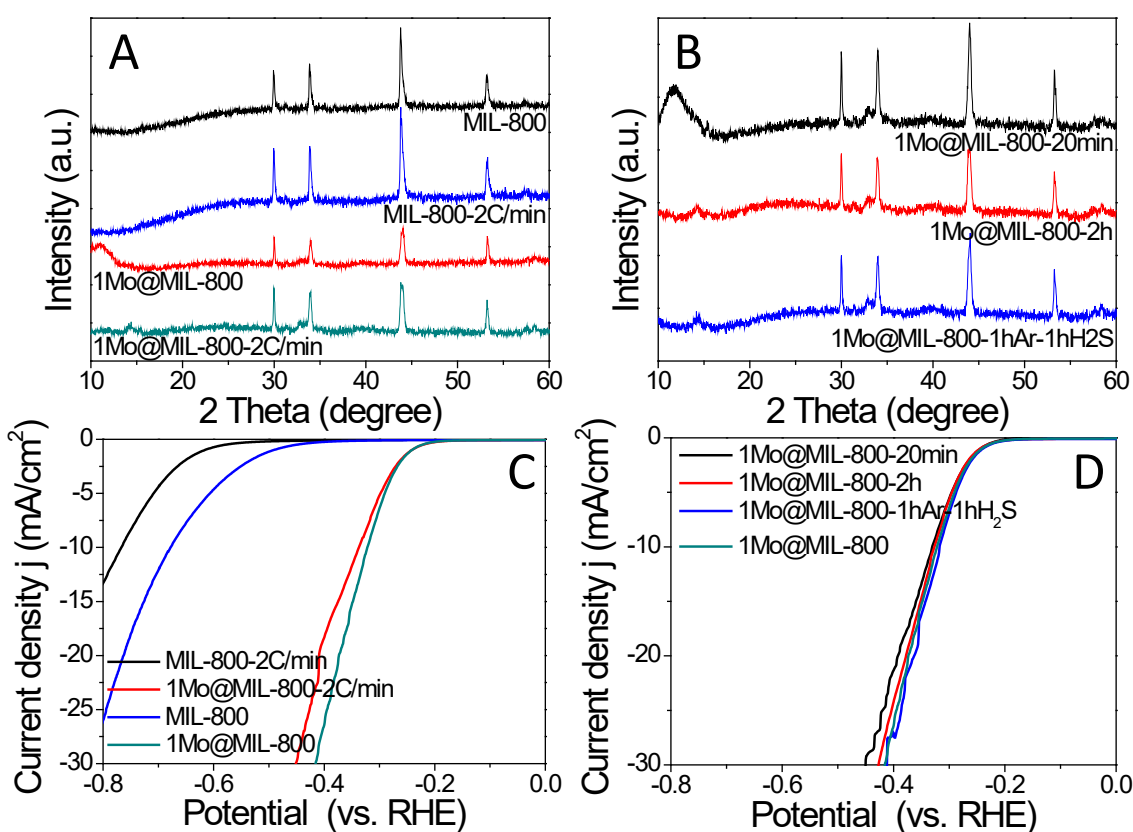 A
Intensity (a.u.)
MIL-800
MIL-800-2C/min
1Mo@MIL-800
1Mo@MIL-800-2C/min
10 20 30 40 50 60
2 Theta (degree)
B
Intensity (a.u.)
1Mo@MIL-800-20min
1Mo@MIL-800-2h
1Mo@MIL-800-1hAr-1hH2S
10 20 30 40 50 60
2 Theta (degree)
C
Current density j (mA/cm²)
0
-5
-10
-15
-20
-25
-30
MIL-800-2C/min
1Mo@MIL-800-2C/min
MIL-800
1Mo@MIL-800
-0.8 -0.6 -0.4 -0.2 0.0
Potential (vs. RHE)
D
Current density j (mA/cm²)
0
-5
-10
-15
-20
-25
-30
1Mo@MIL-800-20min
1Mo@MIL-800-2h
1Mo@MIL-800-1hAr-1hH₂S
1Mo@MIL-800
-0.8 -0.6 -0.4 -0.2 0.0
Potential (vs. RHE)